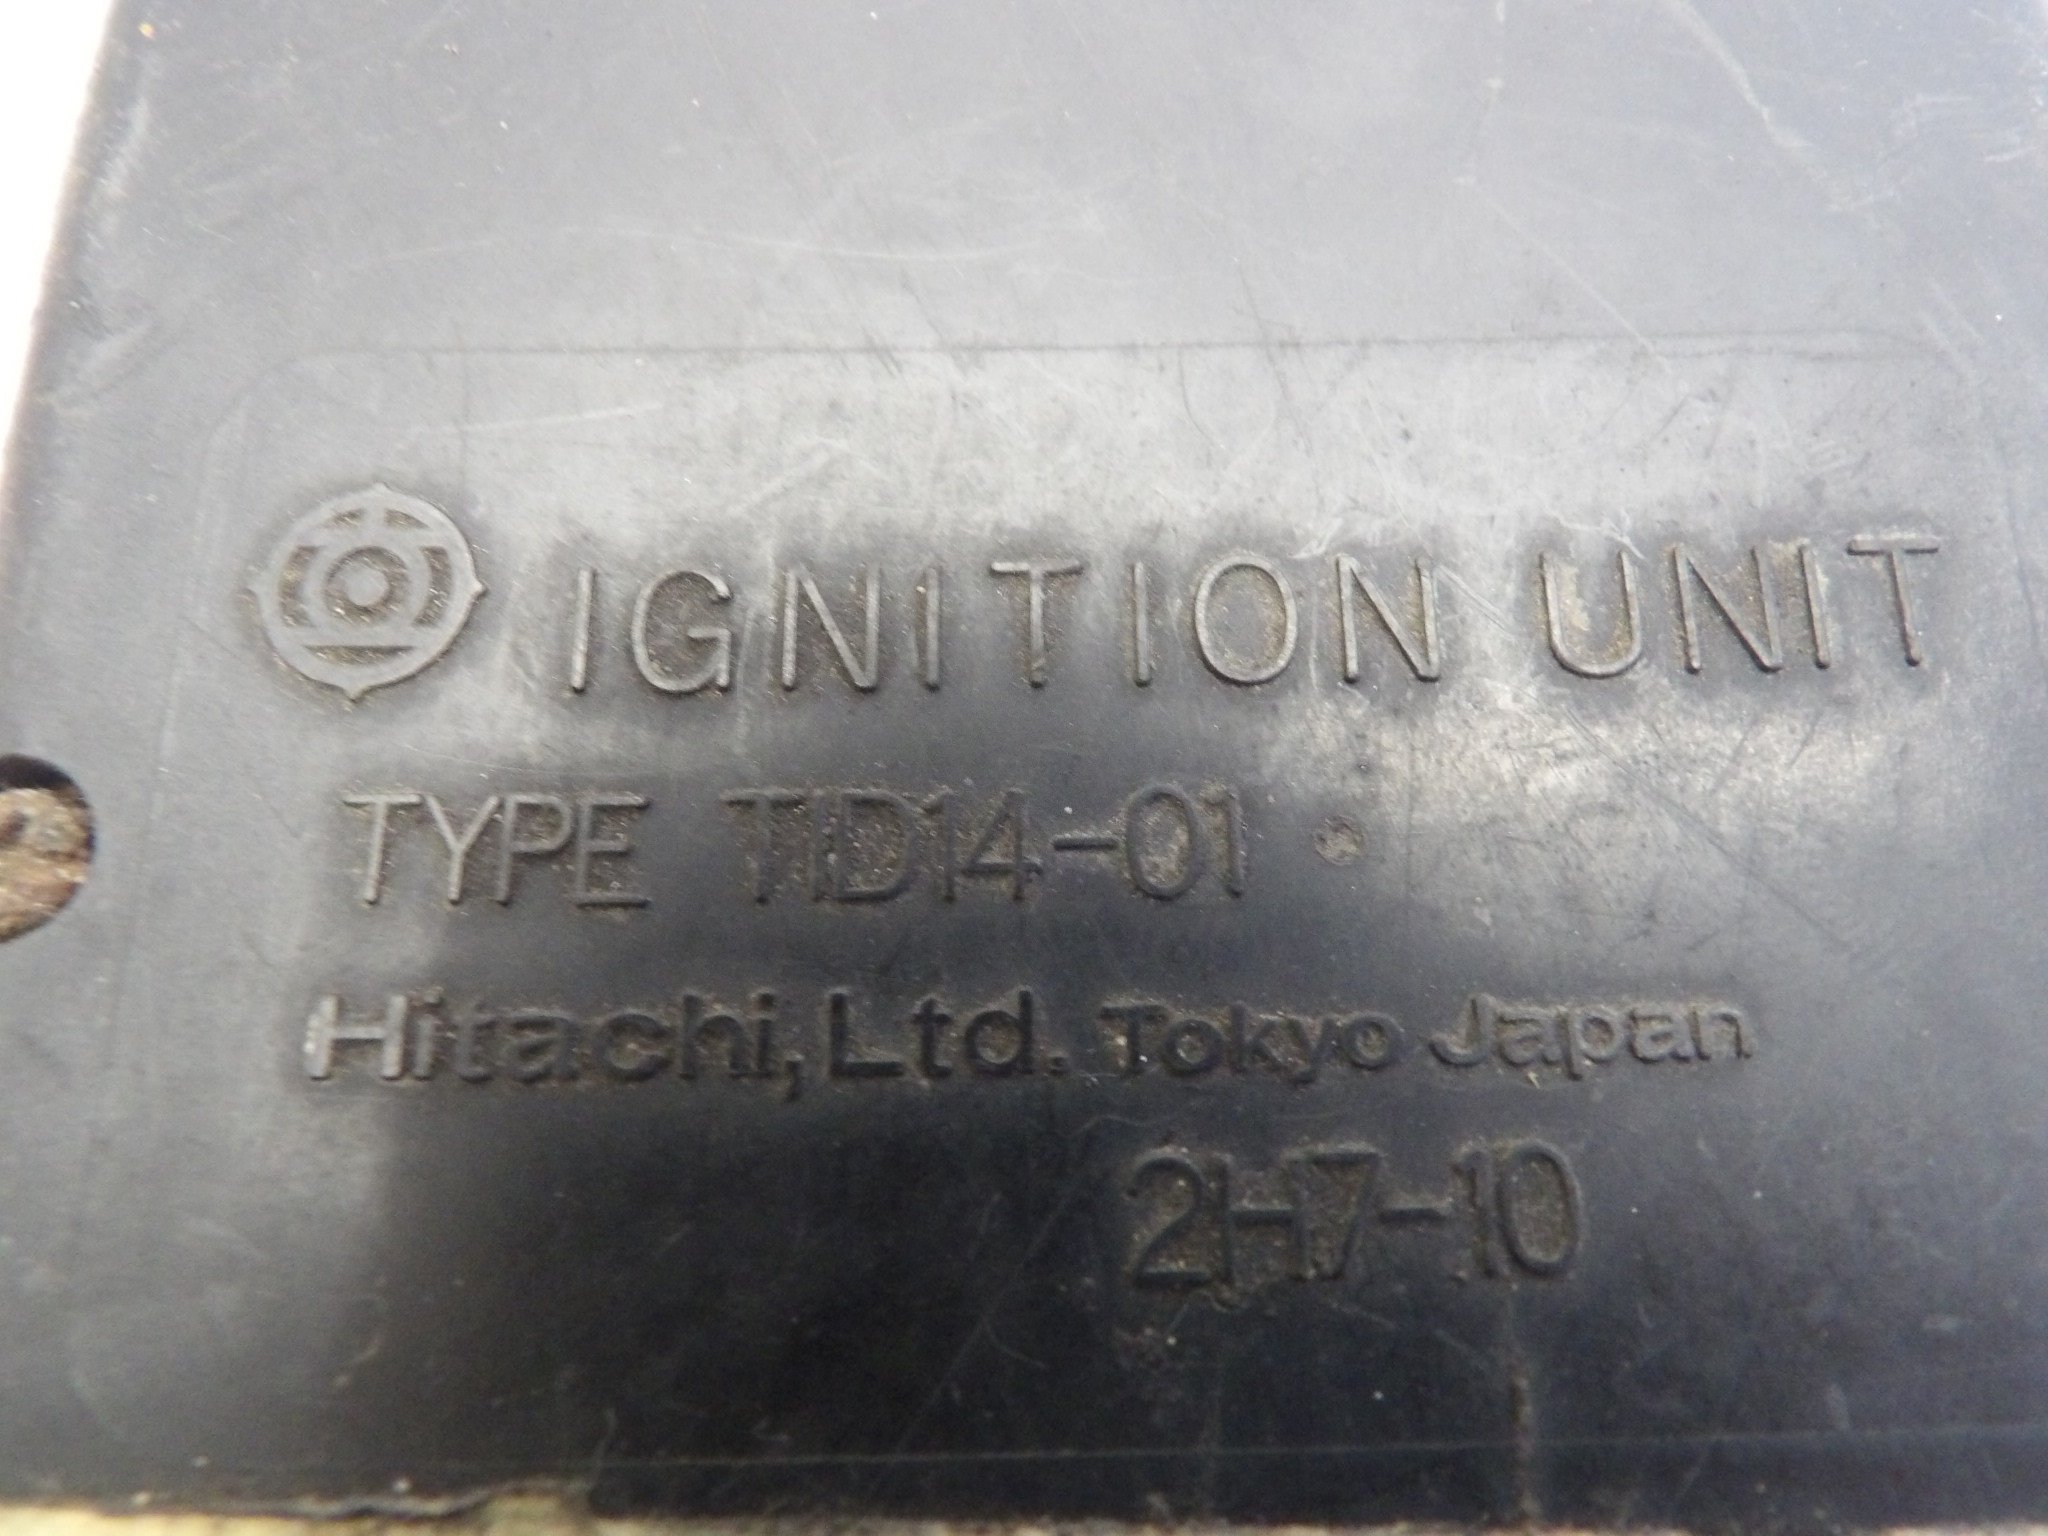 IGNITION UNIT
TYPE TID14-01
Hitachi, Ltd. Tokyo Japan
2H7-10